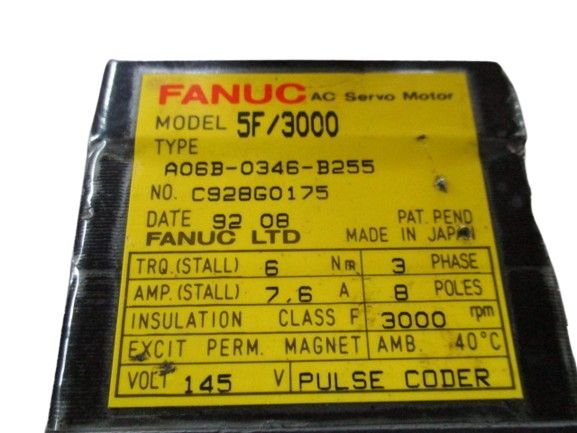 FANUC AC Servo Motor
MODEL 5F/3000
TYPE
A06B-0346-B255
NO. C928G0175
DATE 92 08 PAT. PEND
FANUC LTD MADE IN JAPAN
TRQ.(STALL) 6 Nm 3 PHASE
AMP.(STALL) 7,6 A 8 POLES
INSULATION CLASS F 3000 rpm
EXCIT PERM. MAGNET AMB. 40°C
VOLT 145 V PULSE CODER